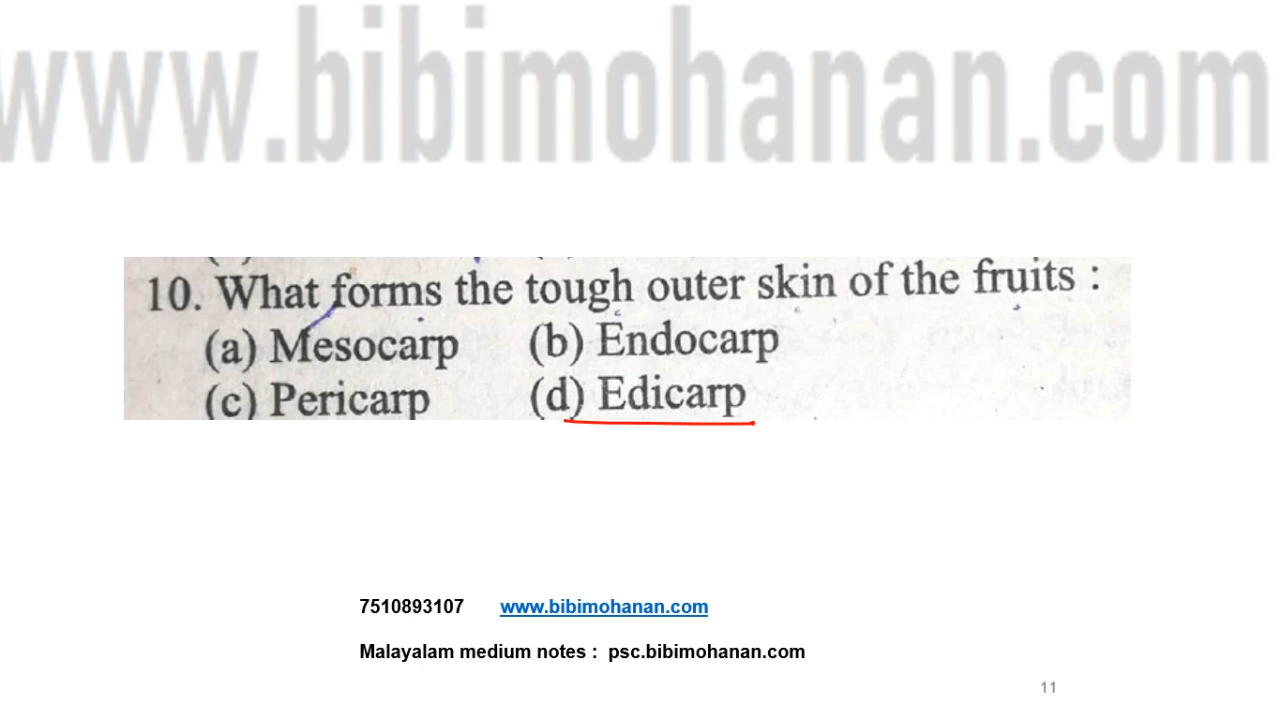 www.bibimohanan.com
10. What forms the tough outer skin of the fruits :
(a) Mesocarp (b) Endocarp
(c) Pericarp (d) Edicarp
7510893107 www.bibimohanan.com
Malayalam medium notes : psc.bibimohanan.com
11